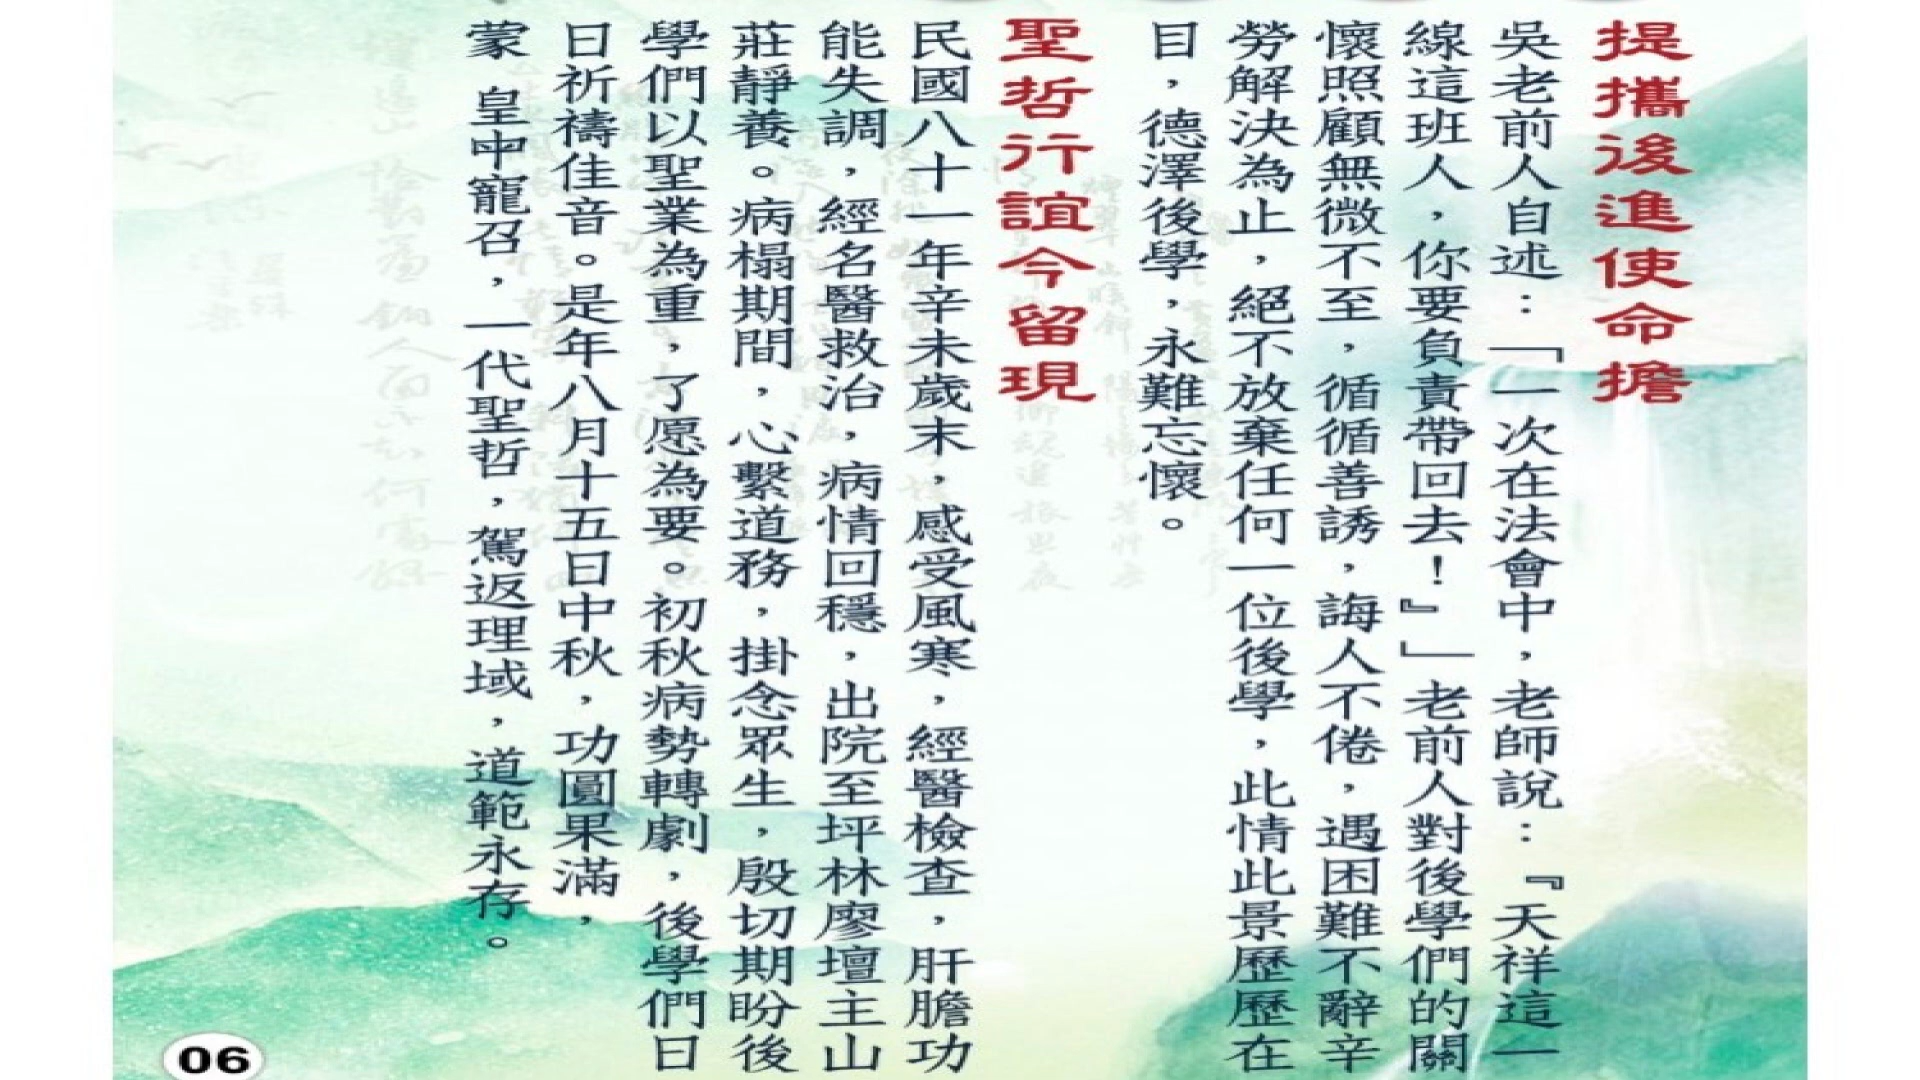 提攜後進使命擔
吳老前人自述：「一次在法會中，老師說：『天祥這一
線這班人，你要負責帶回去！』」老前人對後學們的關
懷照顧無微不至，循循善誘，誨人不倦，遇困難不辭辛
勞解決為止，絕不放棄任何一位後學，此情此景歷歷在
目，德澤後學，永難忘懷。
聖哲行誼今留現
民國八十一年辛未歲末，感受風寒，經醫檢查，肝膽功
能失調，經名醫救治，病情回穩，出院至坪林廖壇主山
莊靜養。病榻期間，心繫道務，掛念眾生，殷切期盼後
學們以聖業為重，了愿為要。初秋病勢轉劇，後學們日
日祈禱佳音。是年八月十五日中秋，功圓果滿，
蒙 皇㊥寵召，一代聖哲，駕返理域，道範永存。
06